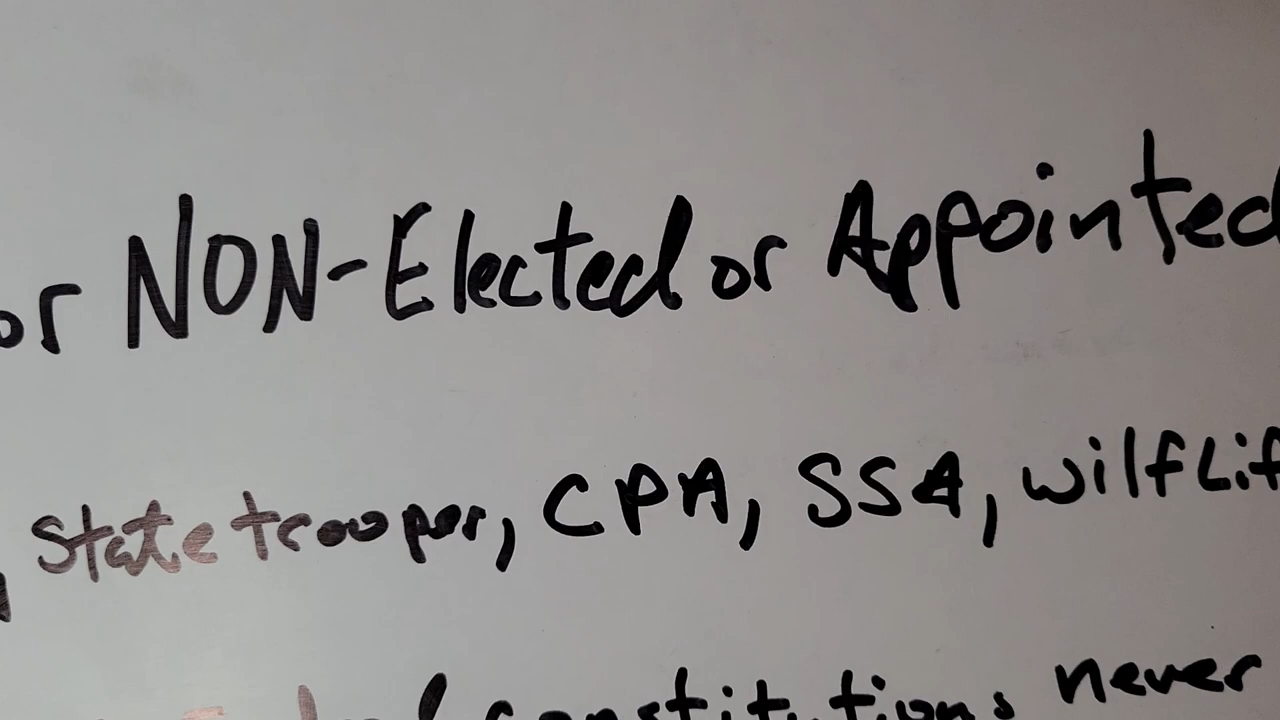 or NON-Elected or Appointed
, state trooper, CPA, SSA, wilfLif
constitutions never